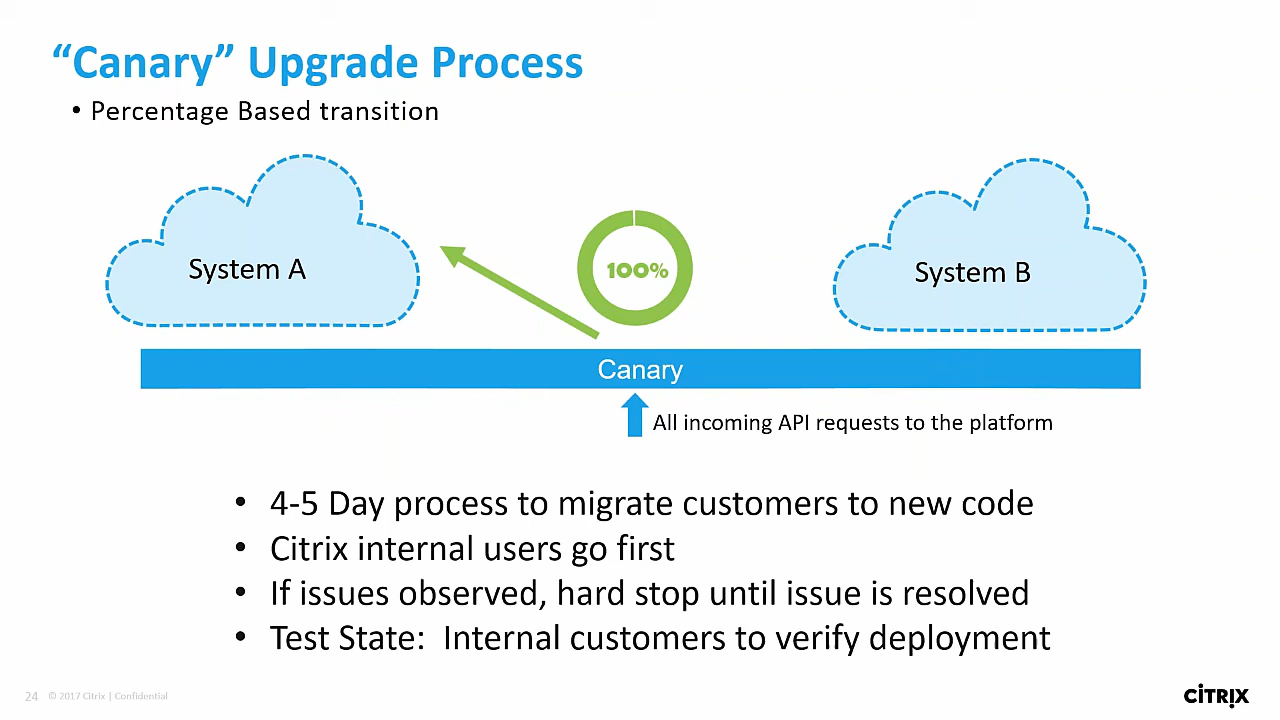 “Canary” Upgrade Process
• Percentage Based transition
System A
100%
System B
Canary
All incoming API requests to the platform
• 4-5 Day process to migrate customers to new code
• Citrix internal users go first
• If issues observed, hard stop until issue is resolved
• Test State:  Internal customers to verify deployment
24 © 2017 Citrix | Confidential
CITRIX